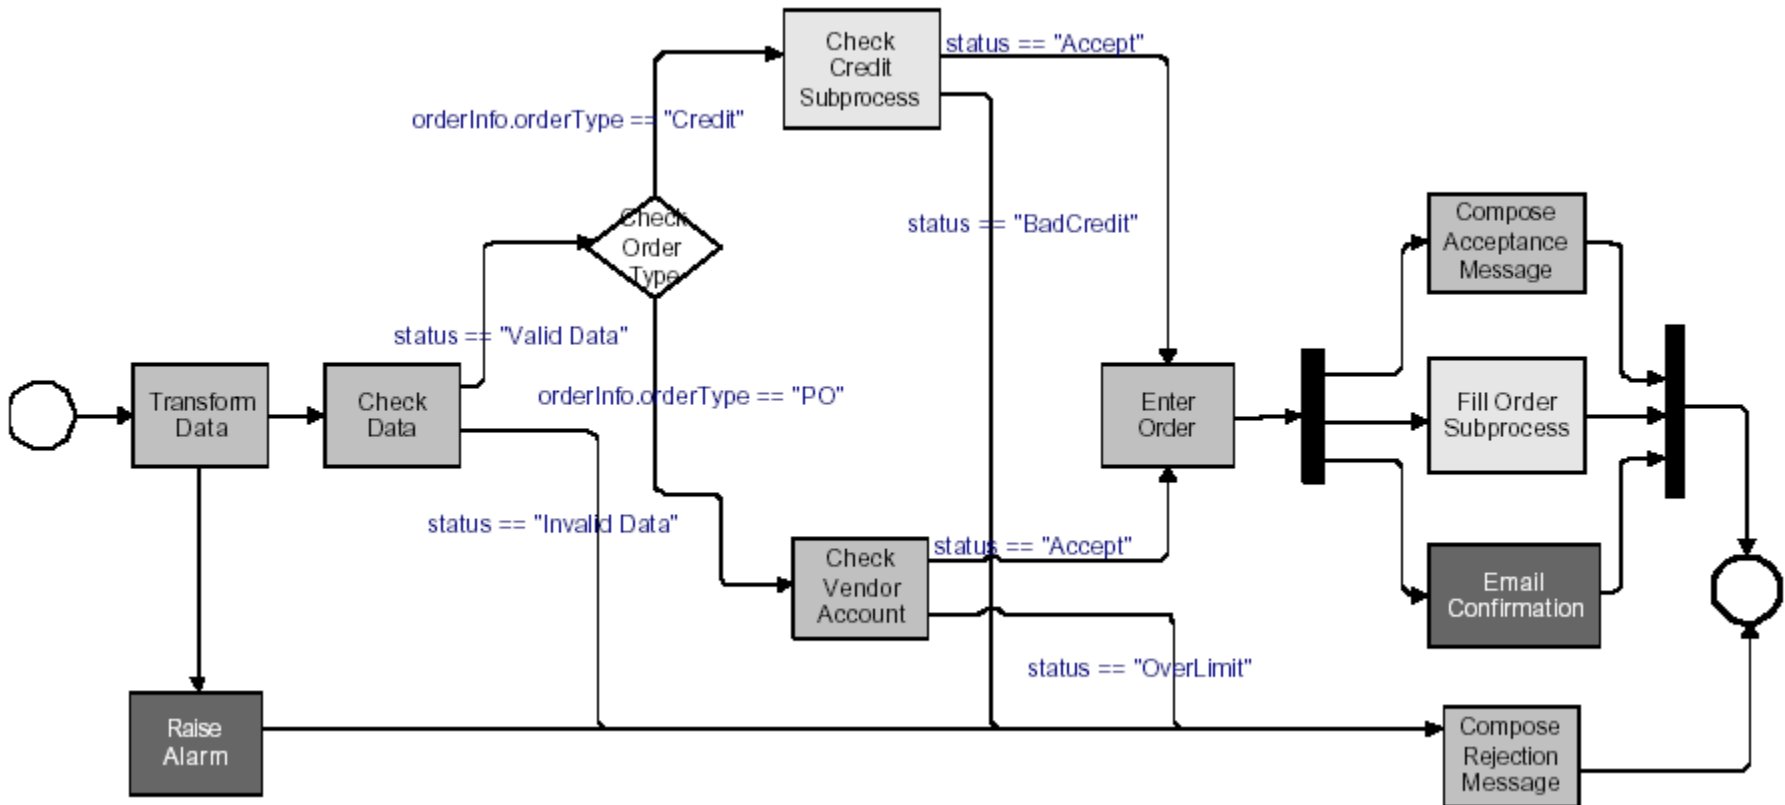 Check
Credit
Subprocess
status == "Accept"
orderInfo.orderType == "Credit"
Check
Order
Type
status == "BadCredit"
Compose
Acceptance
Message
status == "Valid Data"
Transform
Data
Check
Data
orderInfo.orderType == "PO"
Enter
Order
Fill Order
Subprocess
status == "Invalid Data"
Check
Vendor
Account
status == "Accept"
Email
Confirmation
status == "OverLimit"
Raise
Alarm
Compose
Rejection
Message